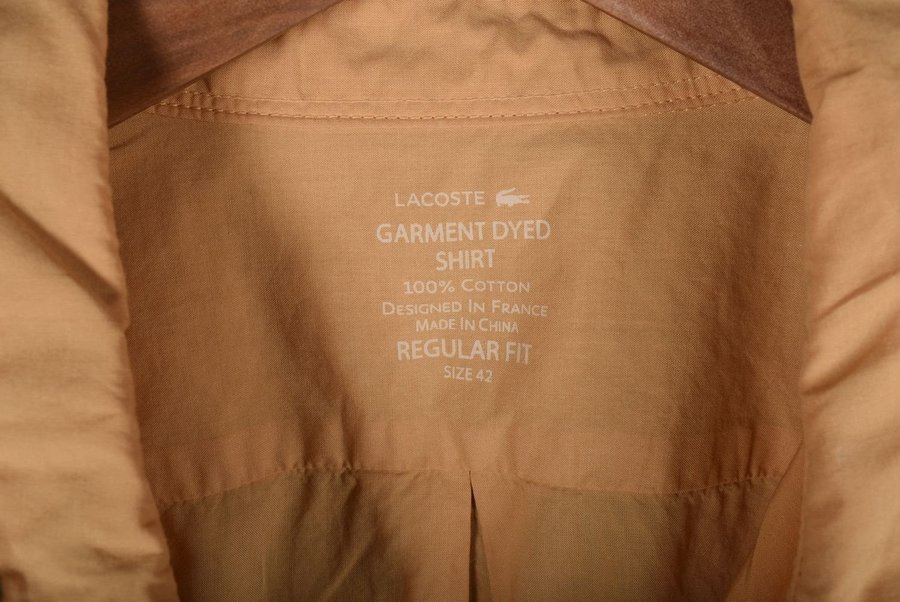 LACOSTE
GARMENT DYED
SHIRT
100% COTTON
DESIGNED IN FRANCE
MADE IN CHINA
REGULAR FIT
SIZE 42